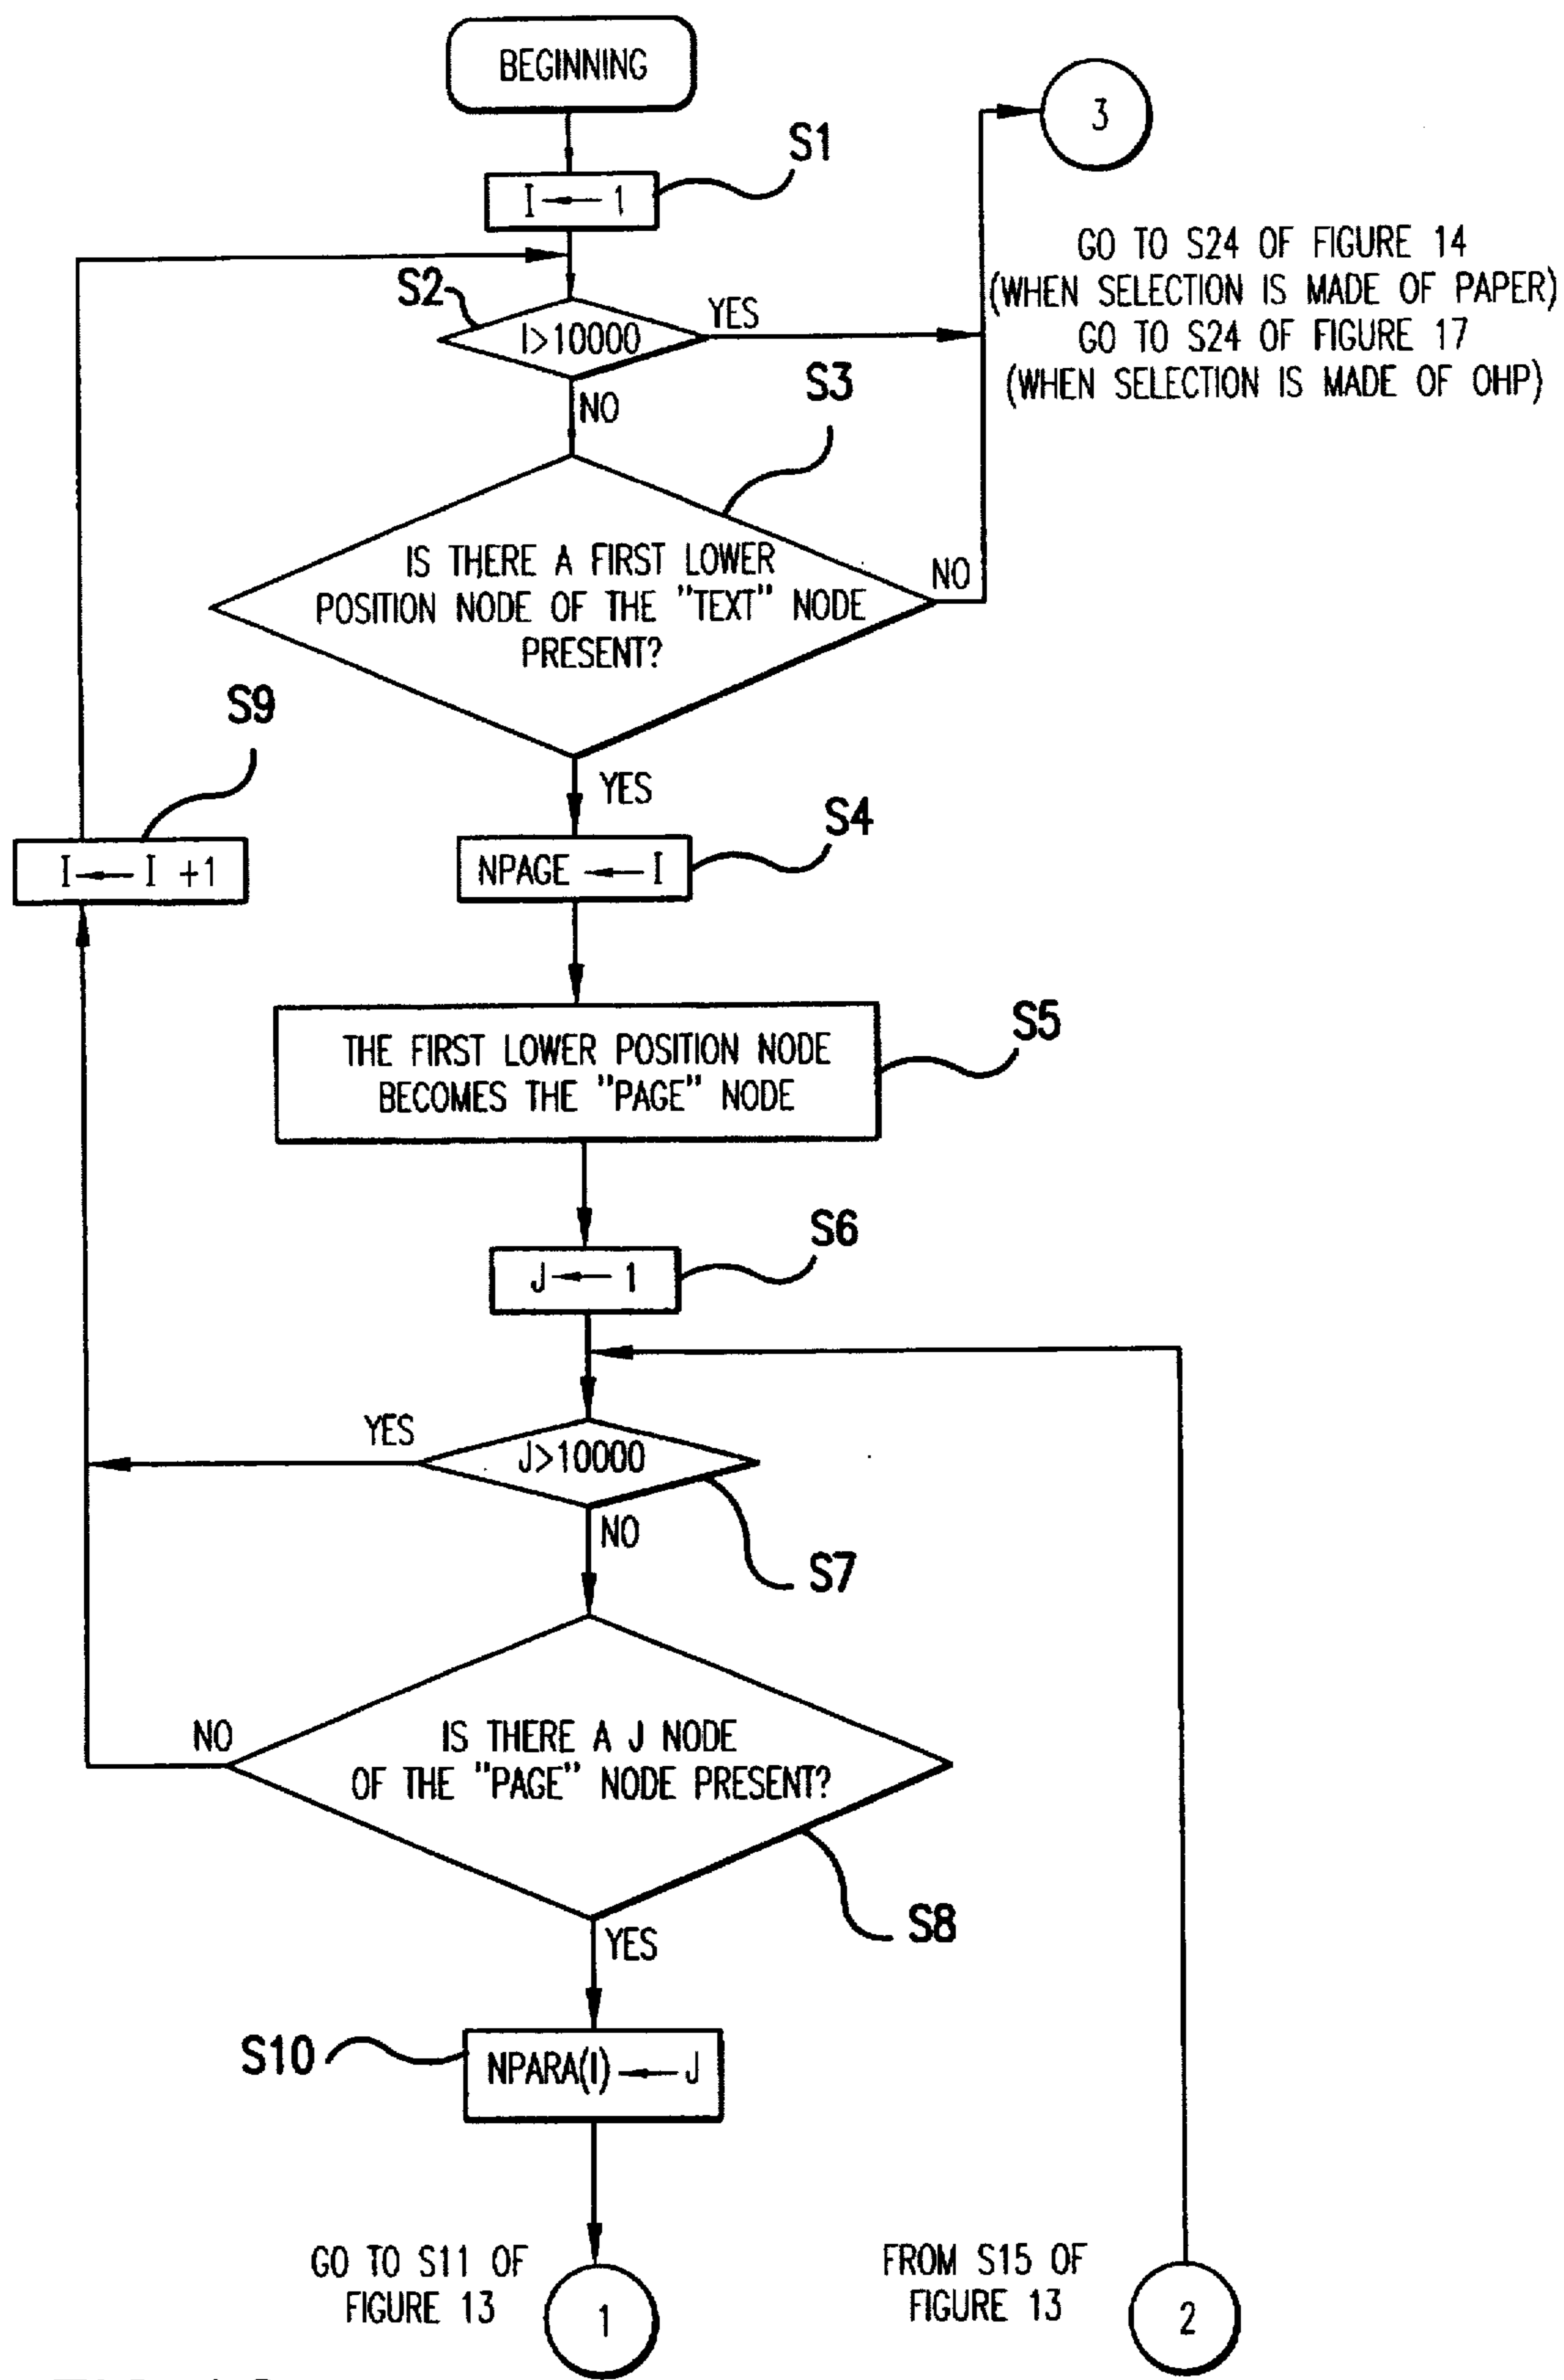 BEGINNING
S1
I ← 1
3
GO TO S24 OF FIGURE 14
(WHEN SELECTION IS MADE OF PAPER)
GO TO S24 OF FIGURE 17
(WHEN SELECTION IS MADE OF OHP)
S2
I>10000
YES
NO
S3
IS THERE A FIRST LOWER
POSITION NODE OF THE "TEXT" NODE
PRESENT?
NO
YES
S9
I ← I +1
S4
NPAGE ← I
S5
THE FIRST LOWER POSITION NODE
BECOMES THE "PAGE" NODE
S6
J ← 1
YES
J>10000
NO
S7
NO
IS THERE A J NODE
OF THE "PAGE" NODE PRESENT?
S8
YES
S10
NPARA(I) ← J
GO TO S11 OF
FIGURE 13
1
FROM S15 OF
FIGURE 13
2